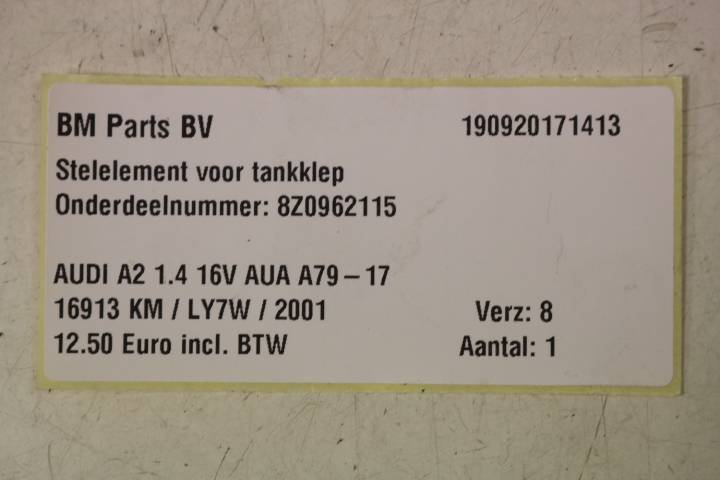 BM Parts BV 190920171413
Stelelement voor tankklep
Onderdeelnummer: 8Z0962115
AUDI A2 1.4 16V AUA A79-17
16913 KM / LY7W / 2001 Verz: 8
12.50 Euro incl. BTW Aantal: 1